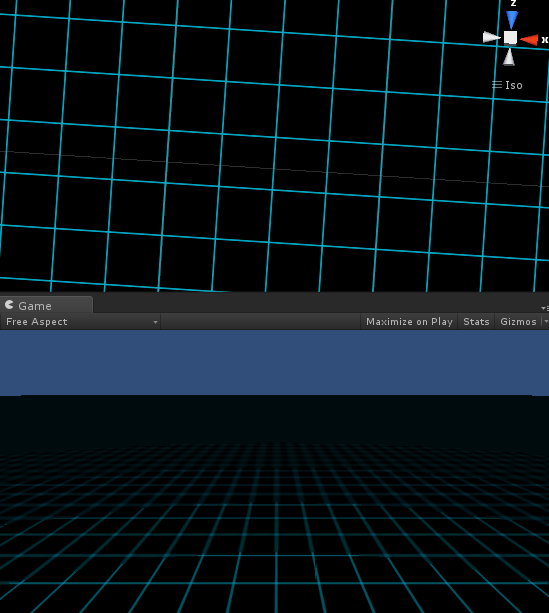 z
x
Iso
Game
Free Aspect
Maximize on Play
Stats
Gizmos